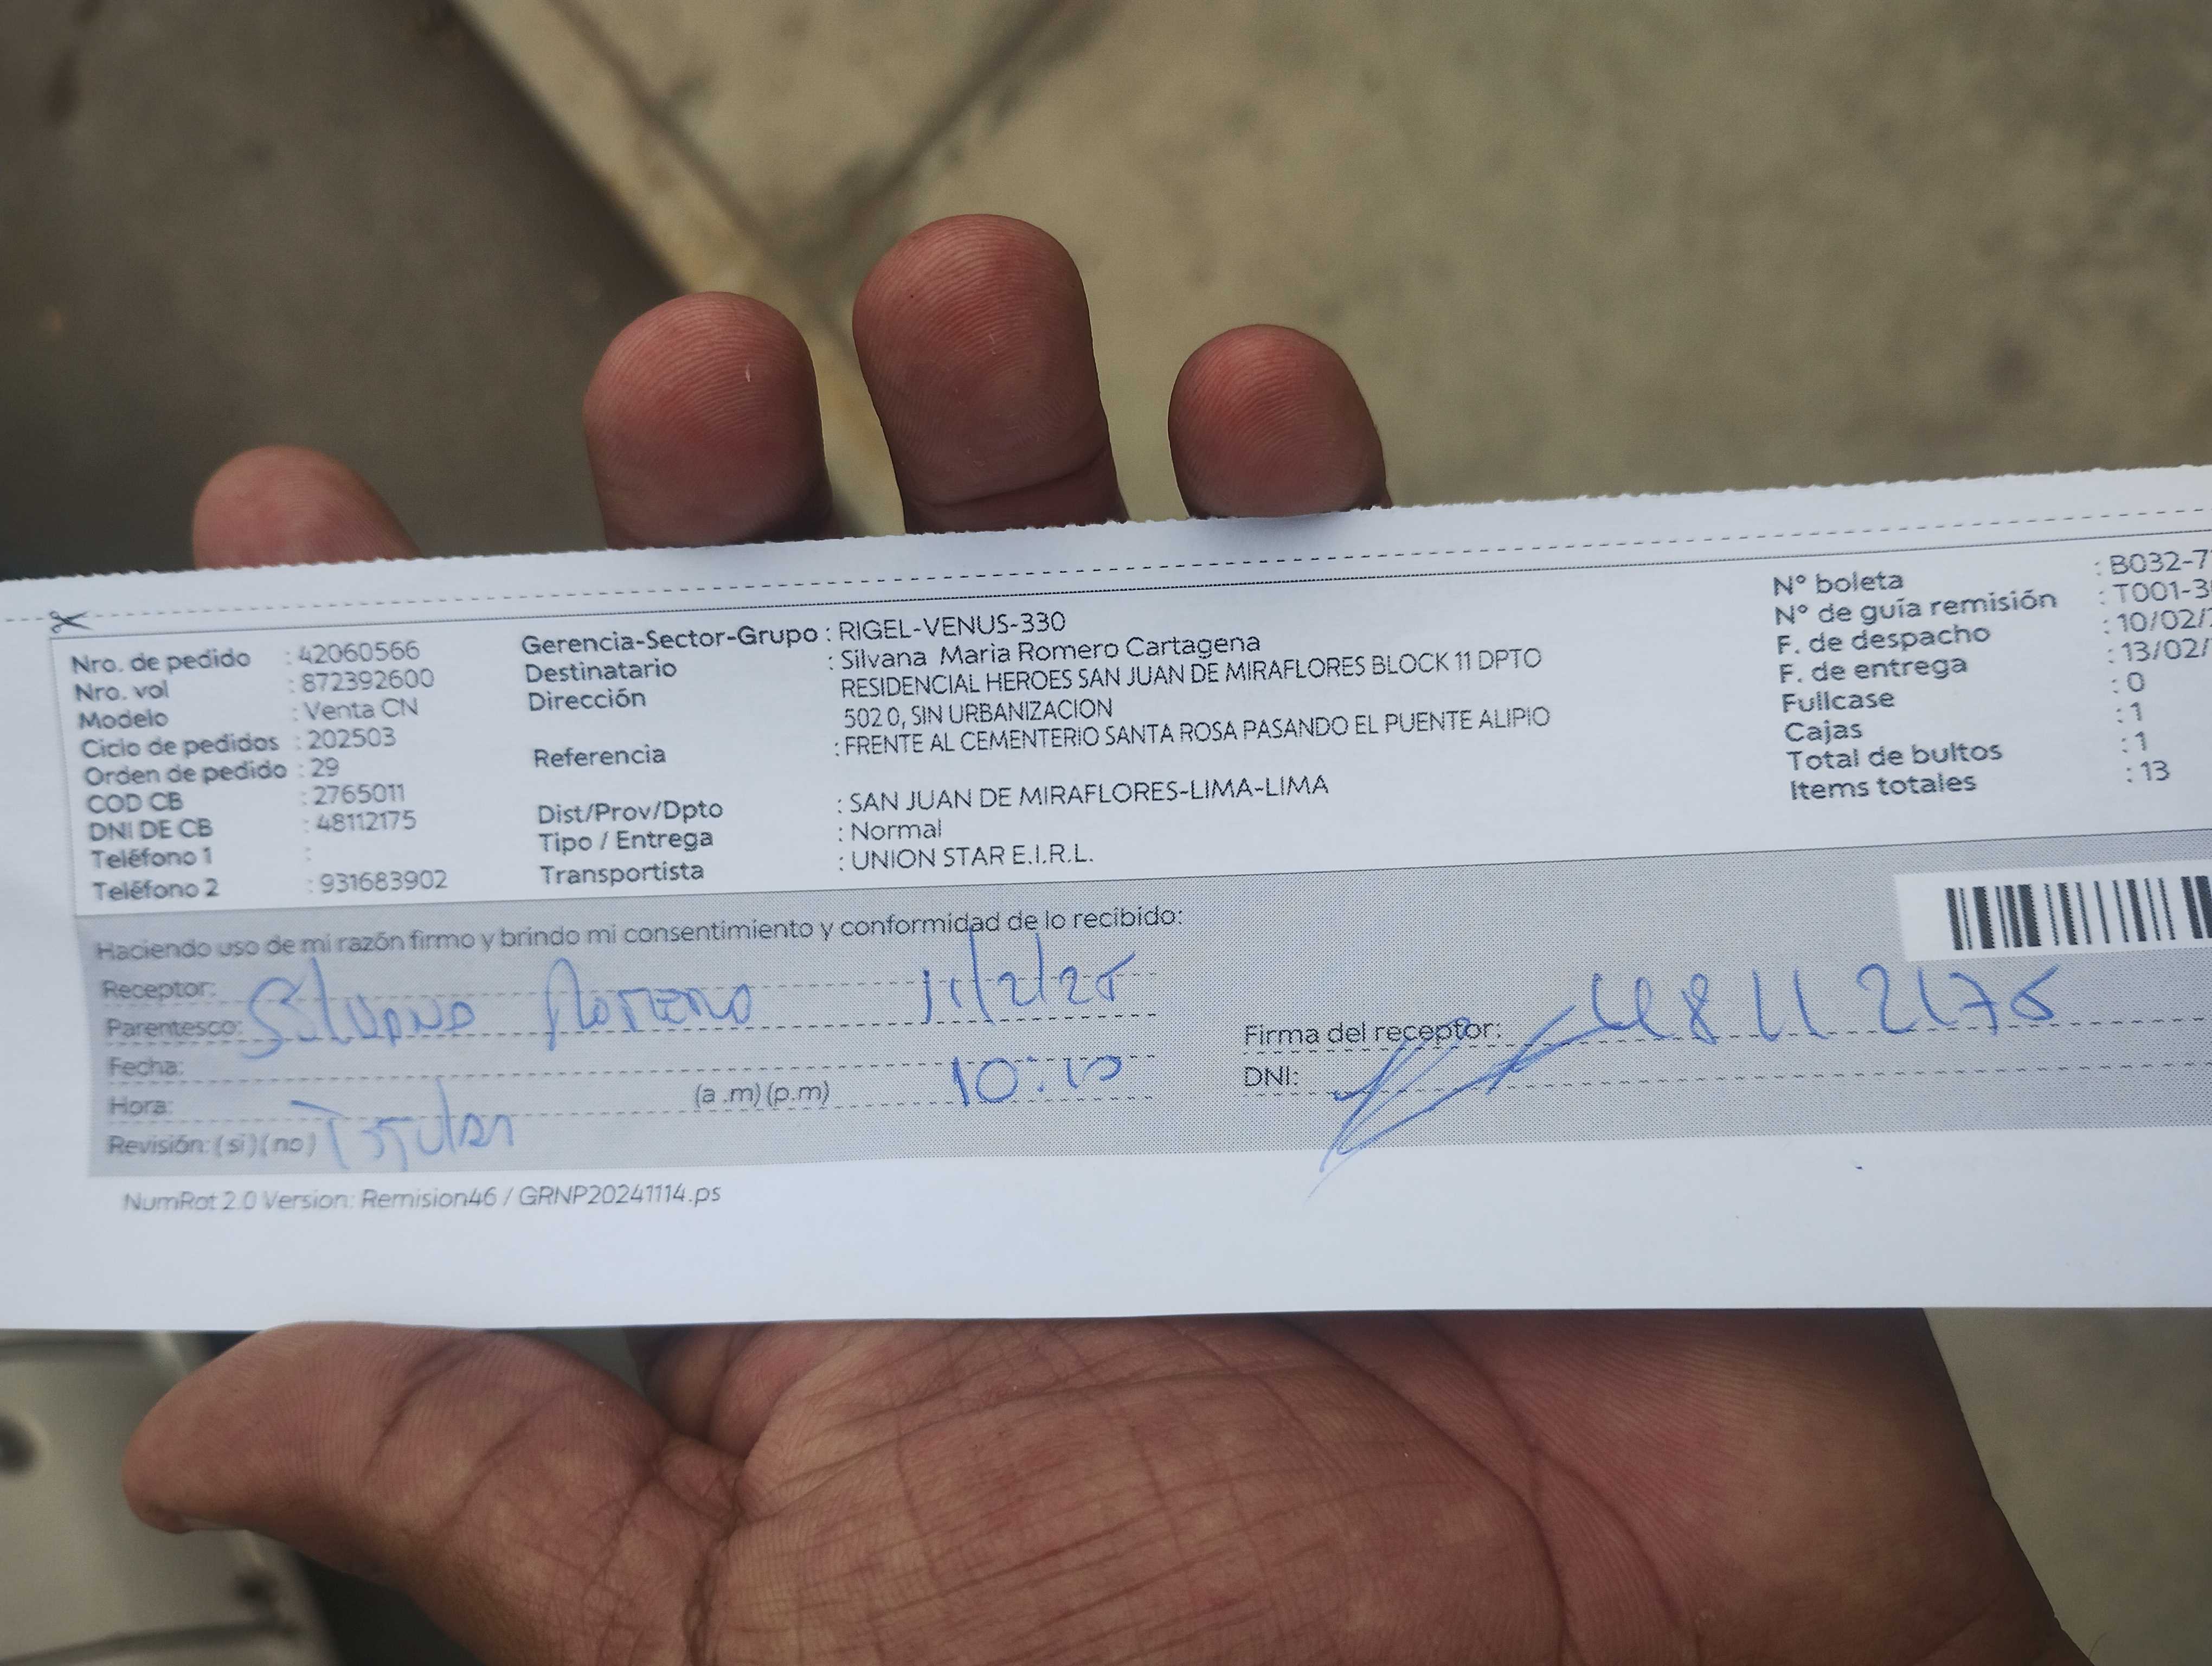 Nro. de pedido : 42060566
Nro. vol : 872392600
Modelo : Venta CN
Ciclo de pedidos : 202503
Orden de pedido : 29
COD CB : 2765011
DNI DE CB : 48112175
Teléfono 1 :
Teléfono 2 : 931683902
Gerencia-Sector-Grupo : RIGEL-VENUS-330
Destinatario : Silvana Maria Romero Cartagena
Dirección RESIDENCIAL HEROES SAN JUAN DE MIRAFLORES BLOCK 11 DPTO
502 0, SIN URBANIZACION
Referencia : FRENTE AL CEMENTERIO SANTA ROSA PASANDO EL PUENTE ALIPIO
Dist/Prov/Dpto : SAN JUAN DE MIRAFLORES-LIMA-LIMA
Tipo / Entrega : Normal
Transportista : UNION STAR E.I.R.L.
N° boleta : B032-7
N° de guía remisión : T001-3
F. de despacho : 10/02/
F. de entrega : 13/02/
Fullcase : 0
Cajas : 1
Total de bultos : 1
Items totales : 13
Haciendo uso de mi razón firmo y brindo mi consentimiento y conformidad de lo recibido:
Receptor:
Parentesco: Silvana Romero 11/2/25
Fecha:
Hora: (a .m) (p.m) 10:10
Revisión: (si) (no) Titular
Firma del receptor: 48112175
DNI:
NumRot 2.0 Version: Remision46 / GRNP20241114.ps